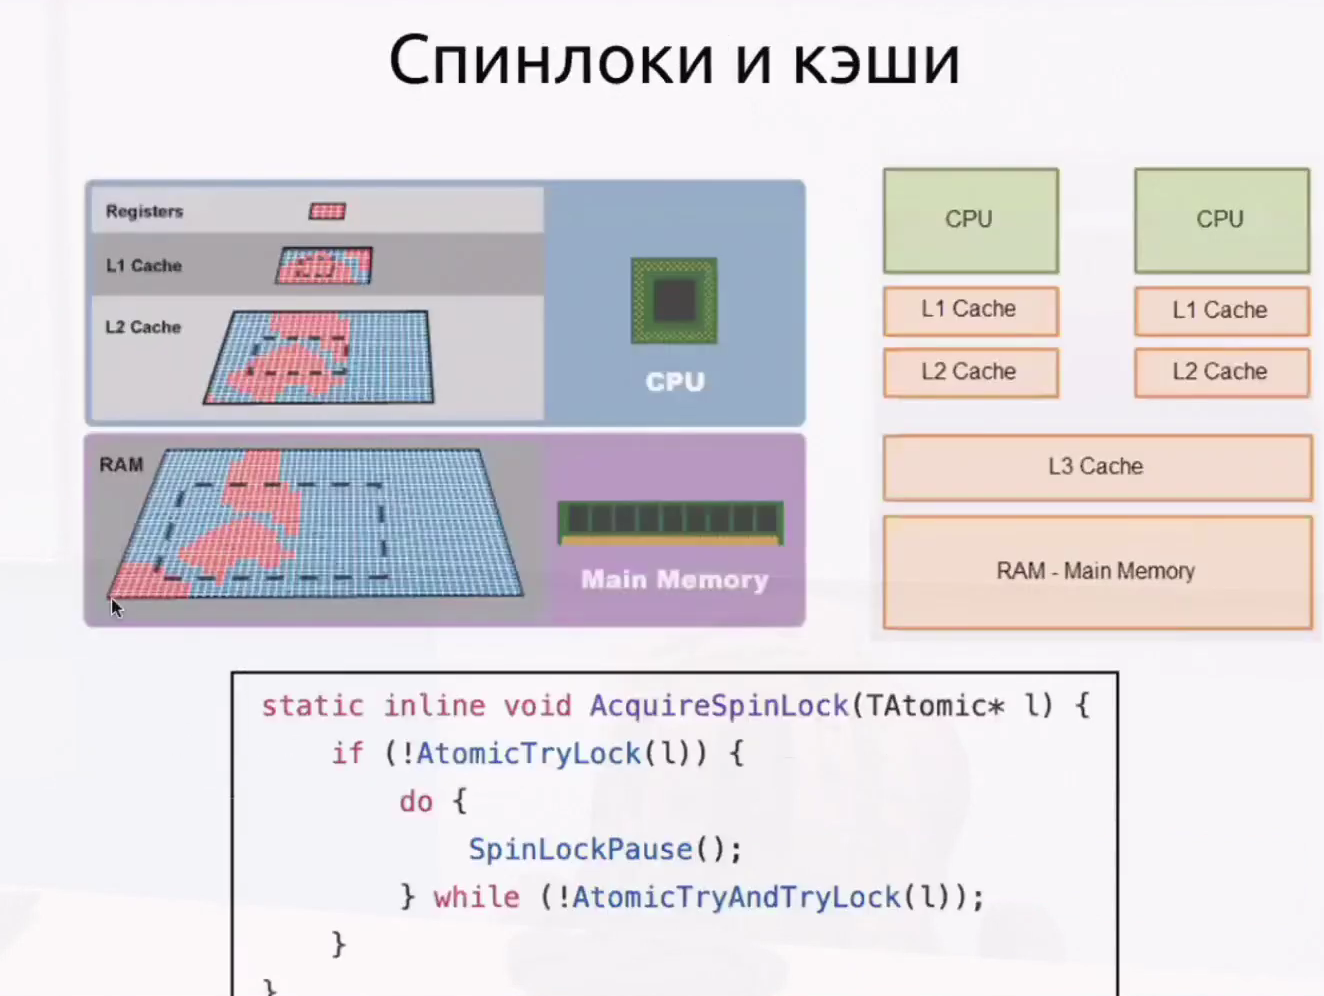 Спинлоки и кэши
Registers
L1 Cache
L2 Cache
CPU
RAM
Main Memory
CPU
CPU
L1 Cache
L1 Cache
L2 Cache
L2 Cache
L3 Cache
RAM - Main Memory
static inline void AcquireSpinLock(TAtomic* l) {
if (!AtomicTryLock(l)) {
do {
SpinLockPause();
} while (!AtomicTryAndTryLock(l));
}
}